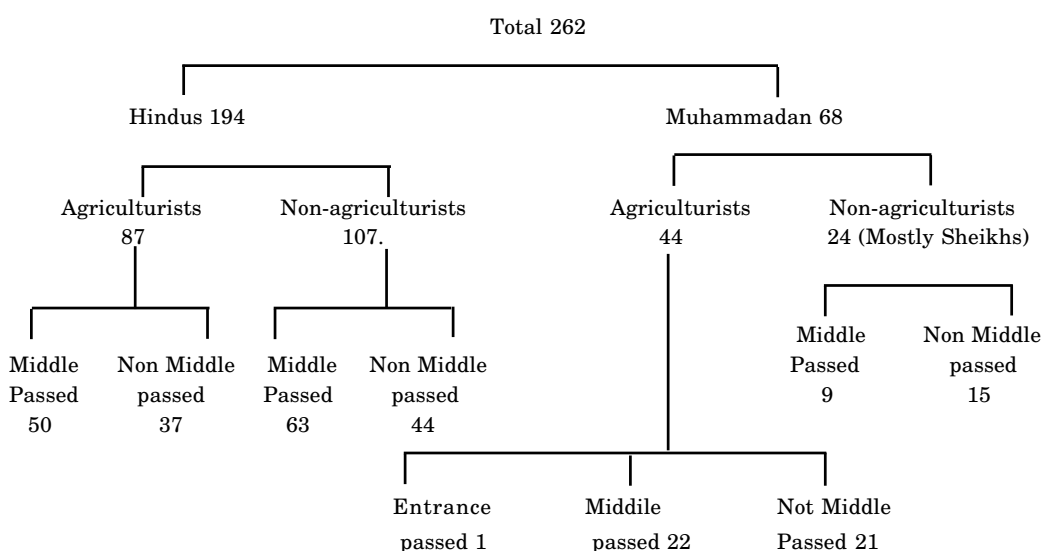 Total 262
Hindus 194 Muhammadan 68
Agriculturists Non-agriculturists Agriculturists Non-agriculturists
87 107. 44 24 (Mostly Sheikhs)
Middle Non Middle
Passed passed
9 15
Middle Non Middle Middle Non Middle
Passed passed Passed passed
50 37 63 44
Entrance Middile Not Middle
passed 1 passed 22 Passed 21